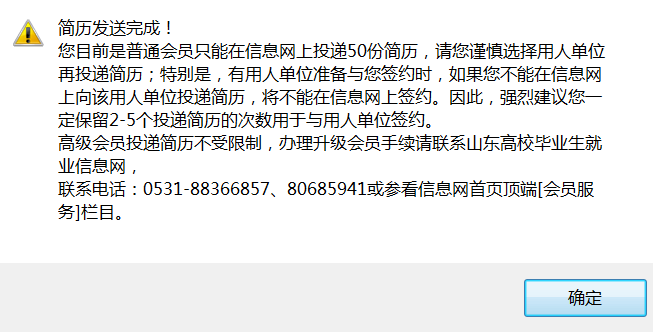 简历发送完成！
您目前是普通会员只能在信息网上投递50份简历，请您谨慎选择用人单位
再投递简历；特别是，有用人单位准备与您签约时，如果您不能在信息网
上向该用人单位投递简历，将不能在信息网上签约。因此，强烈建议您一
定保留2-5个投递简历的次数用于与用人单位签约。
高级会员投递简历不受限制，办理升级会员手续请联系山东高校毕业生就
业信息网，
联系电话：0531-88366857、80685941或参看信息网首页顶端[会员服
务]栏目。
确定